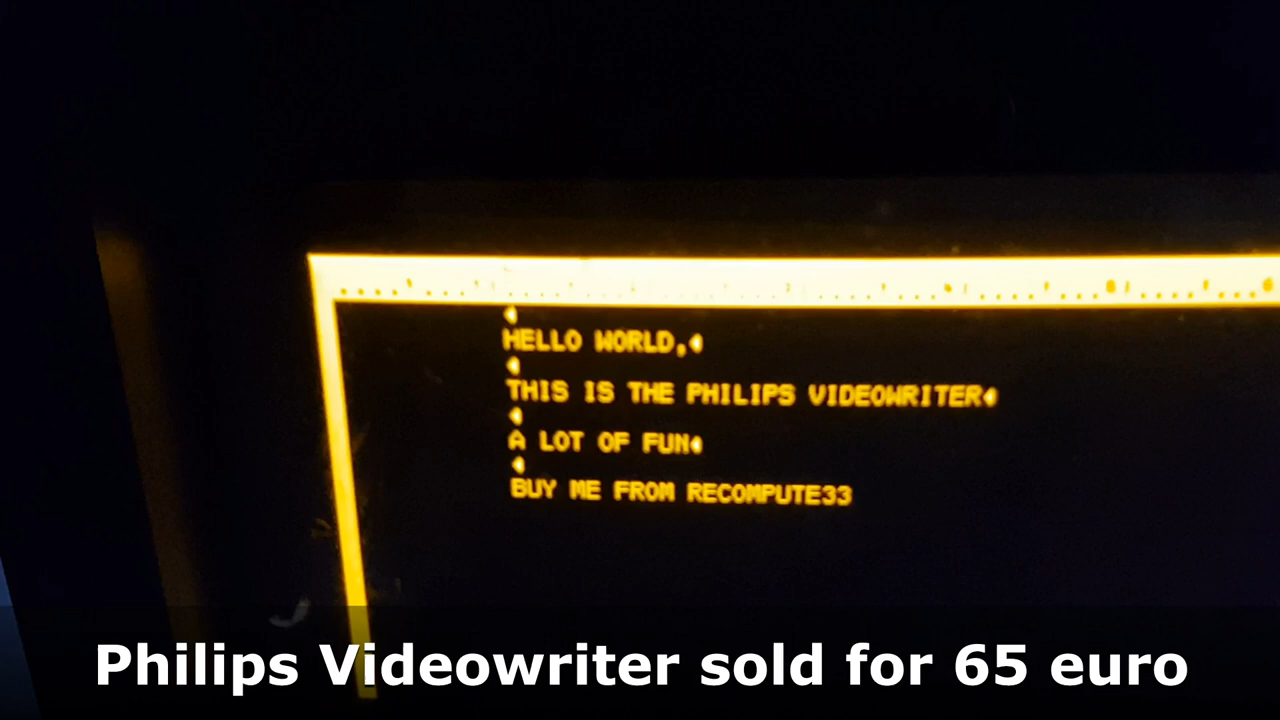 HELLO WORLD,
THIS IS THE PHILIPS VIDEOWRITER
A LOT OF FUN
BUY ME FROM RECOMPUTE33
Philips Videowriter sold for 65 euro